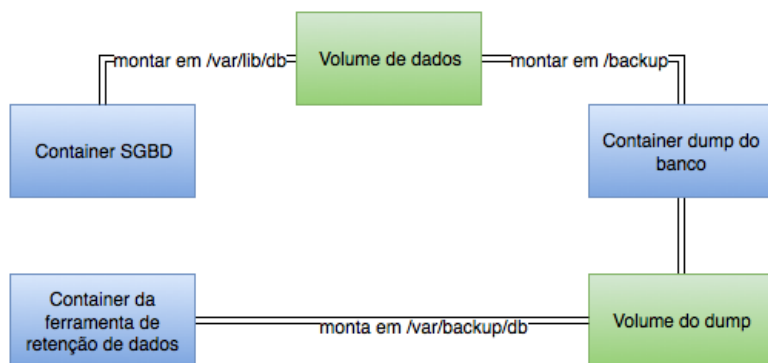 montar em /var/lib/db
Volume de dados
montar em /backup
Container SGBD
Container dump do
banco
Container da
ferramenta de
retenção de dados
monta em /var/backup/db
Volume do dump